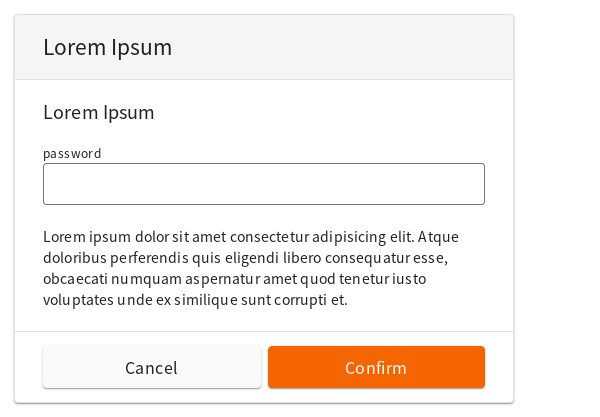 Lorem Ipsum
Lorem Ipsum
password
Lorem ipsum dolor sit amet consectetur adipisicing elit. Atque
doloribus perferendis quis eligendi libero consequatur esse,
obcaecati numquam aspernatur amet quod tenetur iusto
voluptates unde ex similique sunt corrupti et.
Cancel
Confirm